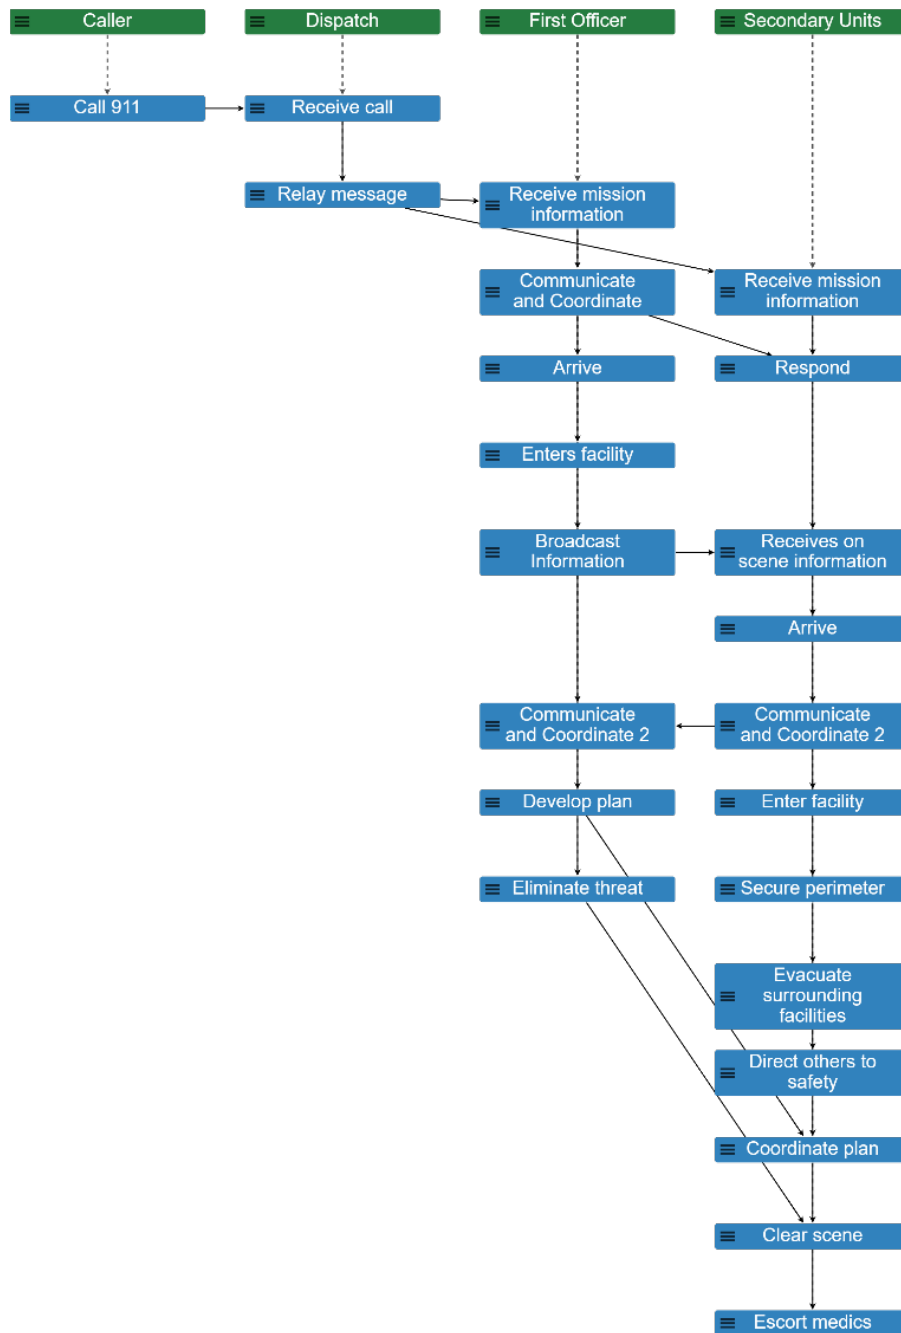 Caller
Dispatch
First Officer
Secondary Units
Call 911
Receive call
Relay message
Receive mission
information
Communicate
and Coordinate
Receive mission
information
Arrive
Respond
Enters facility
Broadcast
Information
Receives on
scene information
Arrive
Communicate
and Coordinate 2
Communicate
and Coordinate 2
Develop plan
Enter facility
Eliminate threat
Secure perimeter
Evacuate
surrounding
facilities
Direct others to
safety
Coordinate plan
Clear scene
Escort medics